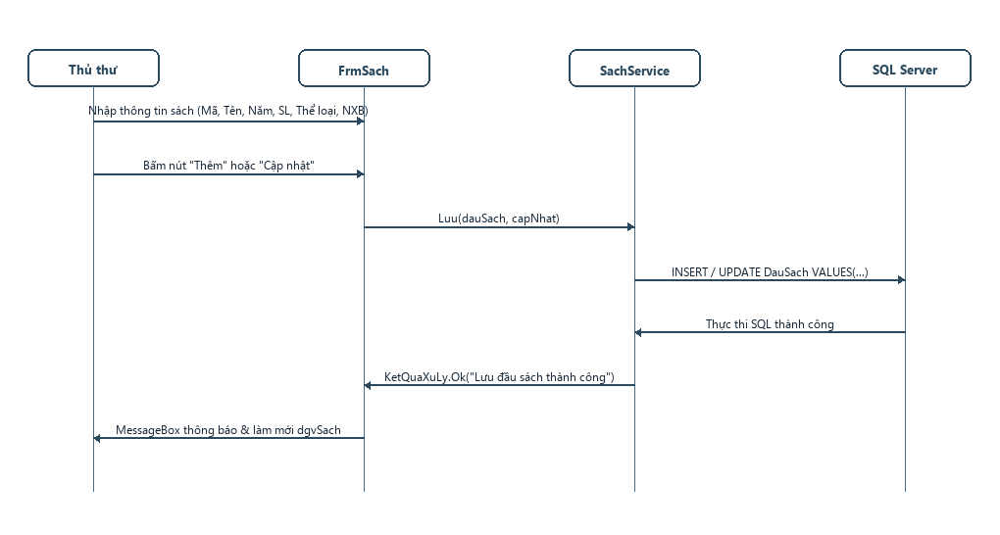 Thủ thư
FrmSach
SachService
SQL Server
Nhập thông tin sách (Mã, Tên, Năm, SL, Thể loại, NXB)
Bấm nút "Thêm" hoặc "Cập nhật"
Luu(dauSach, capNhat)
INSERT / UPDATE DauSach VALUES(...)
Thực thi SQL thành công
KetQuaXuLy.Ok("Lưu đầu sách thành công")
MessageBox thông báo & làm mới dgvSach